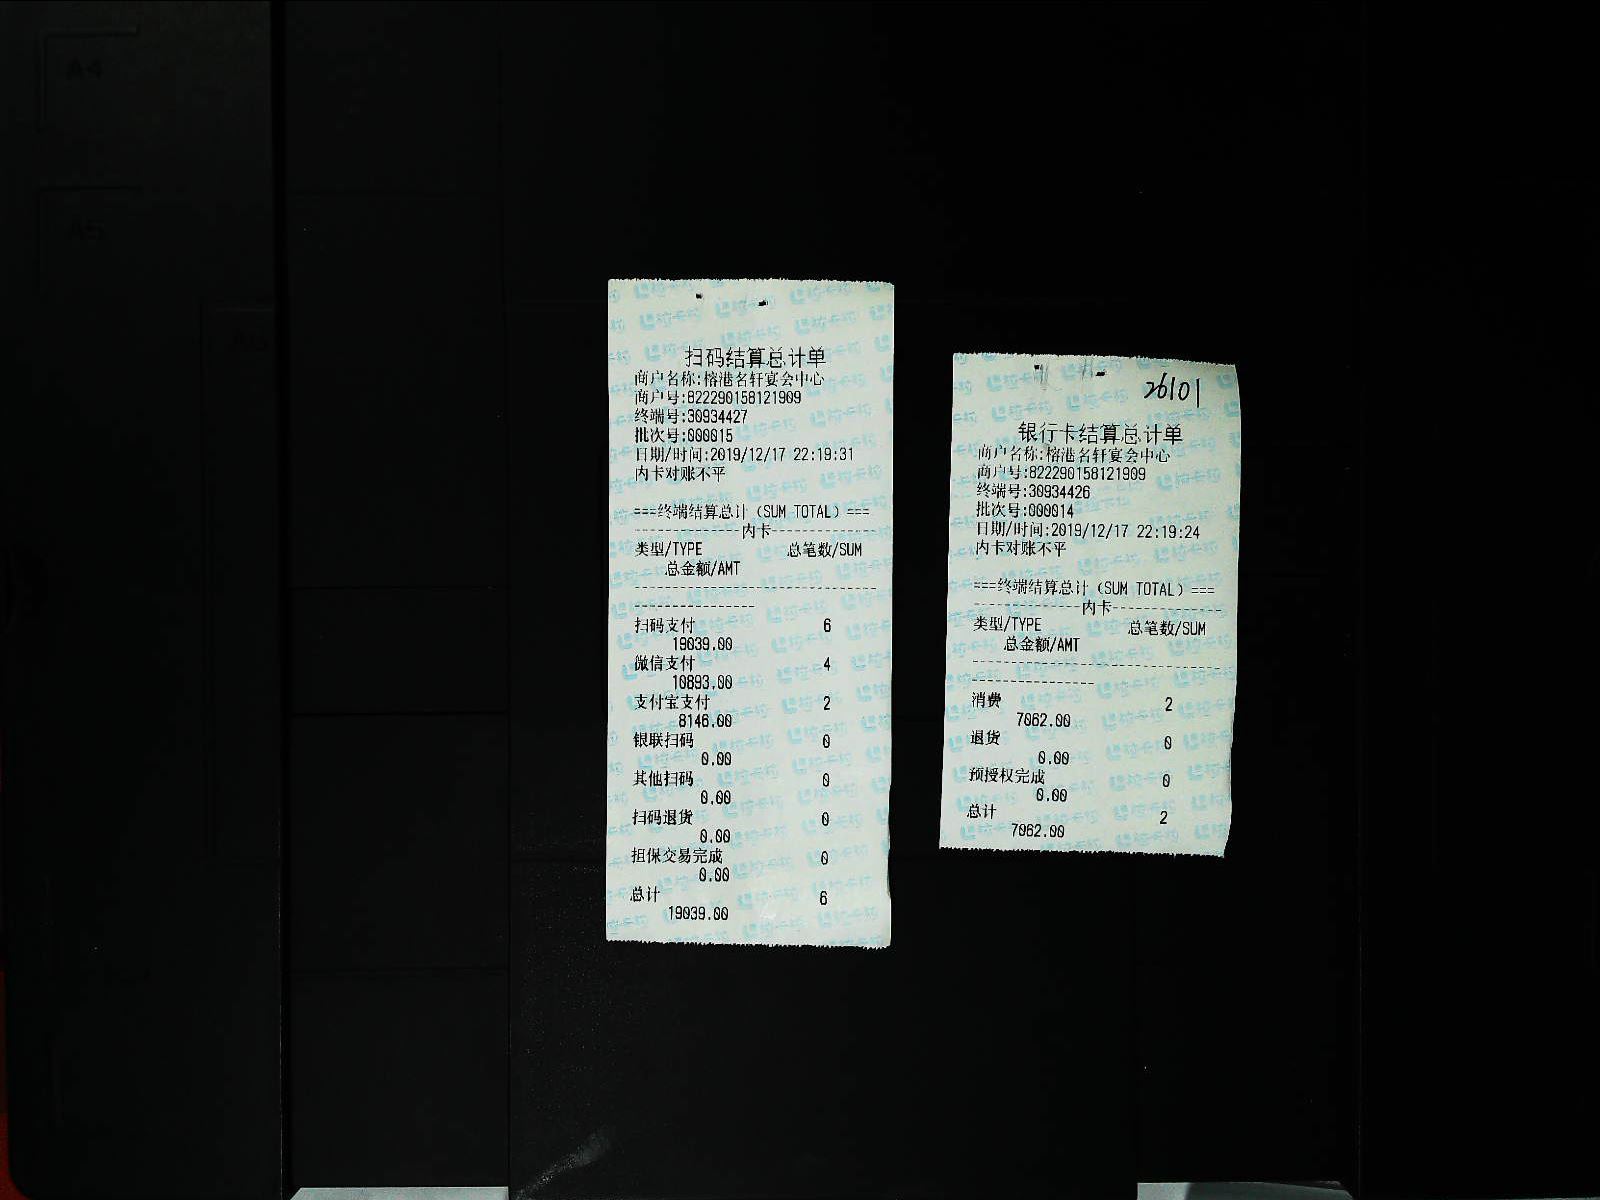 A4
A5
扫码结算总计单
商户名称:榕港名轩宴会中心
商户号:822290158121909
终端号:30934427
批次号:000015
日期/时间:2019/12/17 22:19:31
内卡对账不平
===终端结算总计(SUM TOTAL)===
--------------内卡--------------
类型/TYPE 总笔数/SUM
总金额/AMT
扫码支付 6
19039.00
微信支付 4
10893.00
支付宝支付 2
8146.00
银联扫码 0
0.00
其他扫码 0
0.00
扫码退货 0
0.00
担保交易完成 0
0.00
总计 6
19039.00
26101
银行卡结算总计单
商户名称:榕港名轩宴会中心
商户号:822290158121909
终端号:30934426
批次号:000014
日期/时间:2019/12/17 22:19:24
内卡对账不平
===终端结算总计(SUM TOTAL)===
--------------内卡--------------
类型/TYPE 总笔数/SUM
总金额/AMT
消费 2
7062.00
退货 0
0.00
预授权完成 0
0.00
总计 2
7062.00